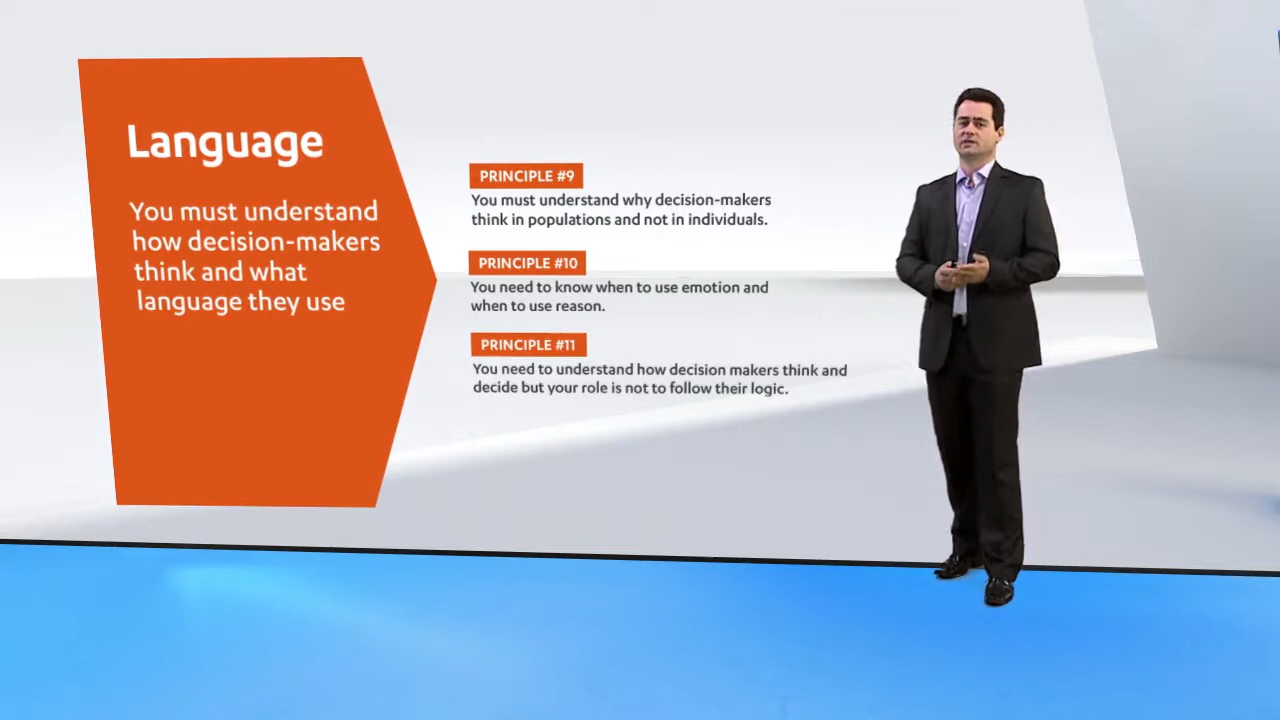 Language
You must understand
how decision-makers
think and what
language they use
PRINCIPLE #9
You must understand why decision-makers
think in populations and not in individuals.
PRINCIPLE #10
You need to know when to use emotion and
when to use reason.
PRINCIPLE #11
You need to understand how decision makers think and
decide but your role is not to follow their logic.